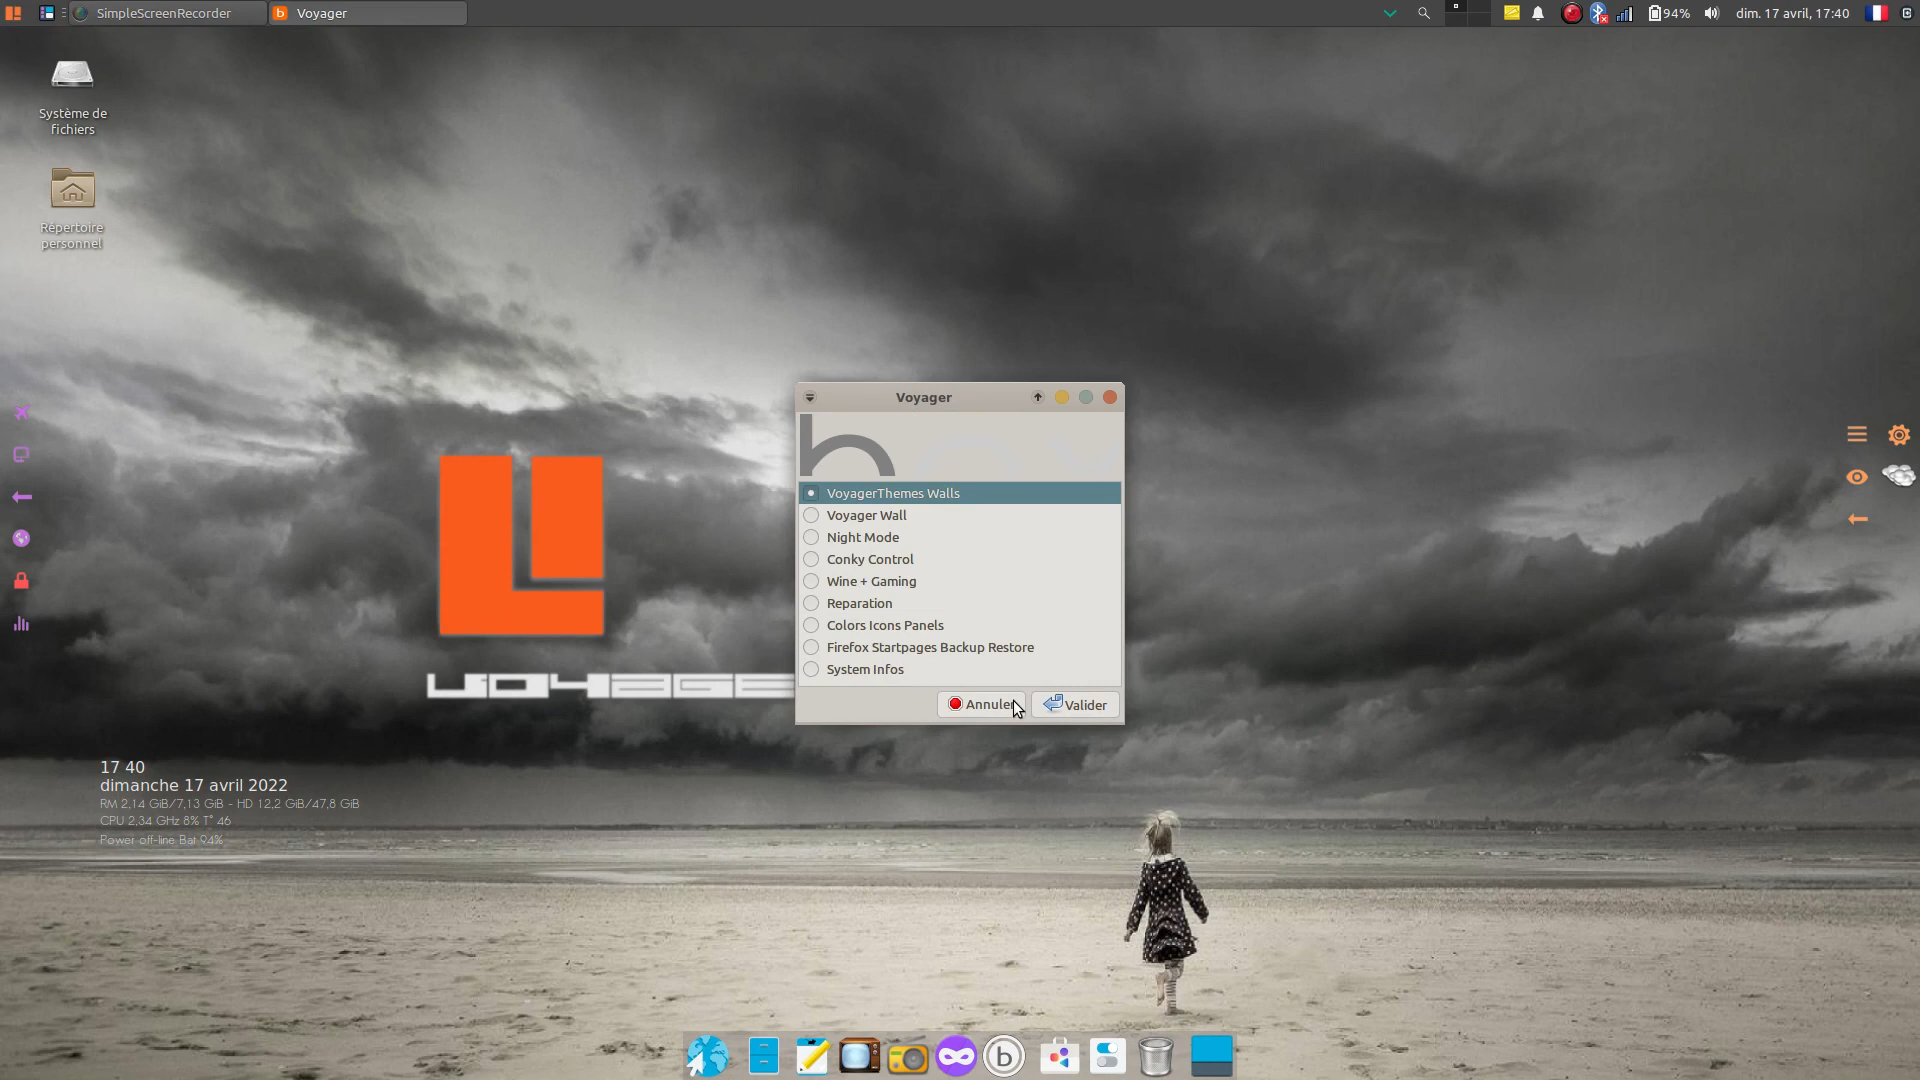 SimpleScreenRecorder
Voyager
94%
dim. 17 avril, 17:40
Système de
fichiers
Répertoire
personnel
Voyager
VoyagerThemes Walls
Voyager Wall
Night Mode
Conky Control
Wine + Gaming
Reparation
Colors Icons Panels
Firefox Startpages Backup Restore
System Infos
Annuler
Valider
17 40
dimanche 17 avril 2022
RM 2,14 GiB/7,13 GiB - HD 12,2 GiB/47,8 GiB
CPU 2,34 GHz 8% T° 46
Power off-line Bat 94%